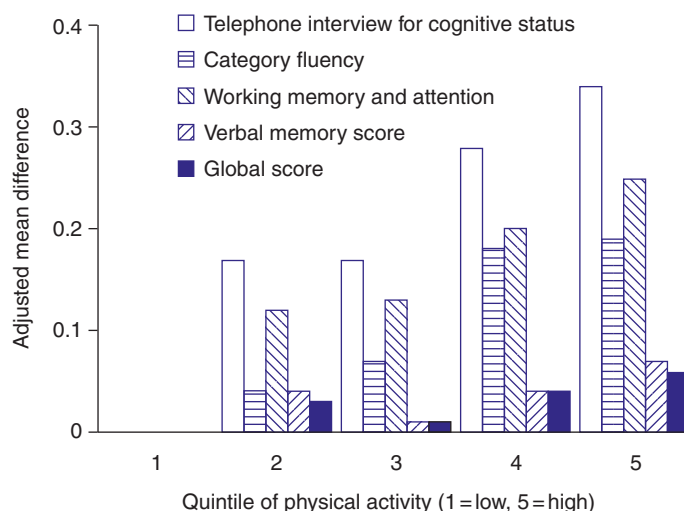 0.4
Telephone interview for cognitive status
Category fluency
Working memory and attention
Verbal memory score
Global score
0.3
0.2
0.1
0
Adjusted mean difference
1 2 3 4 5
Quintile of physical activity (1=low, 5=high)